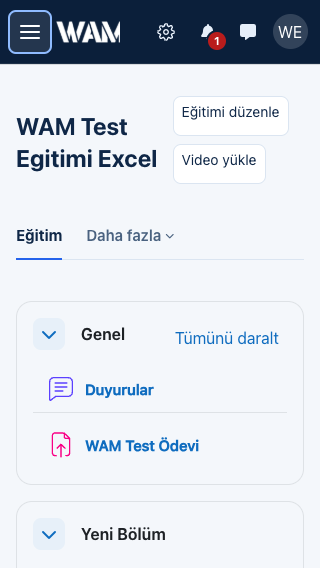 WAM
1
WE
WAM Test
Egitimi Excel
Eğitimi düzenle
Video yükle
Eğitim
Daha fazla
Genel
Tümünü daralt
Duyurular
WAM Test Ödevi
Yeni Bölüm